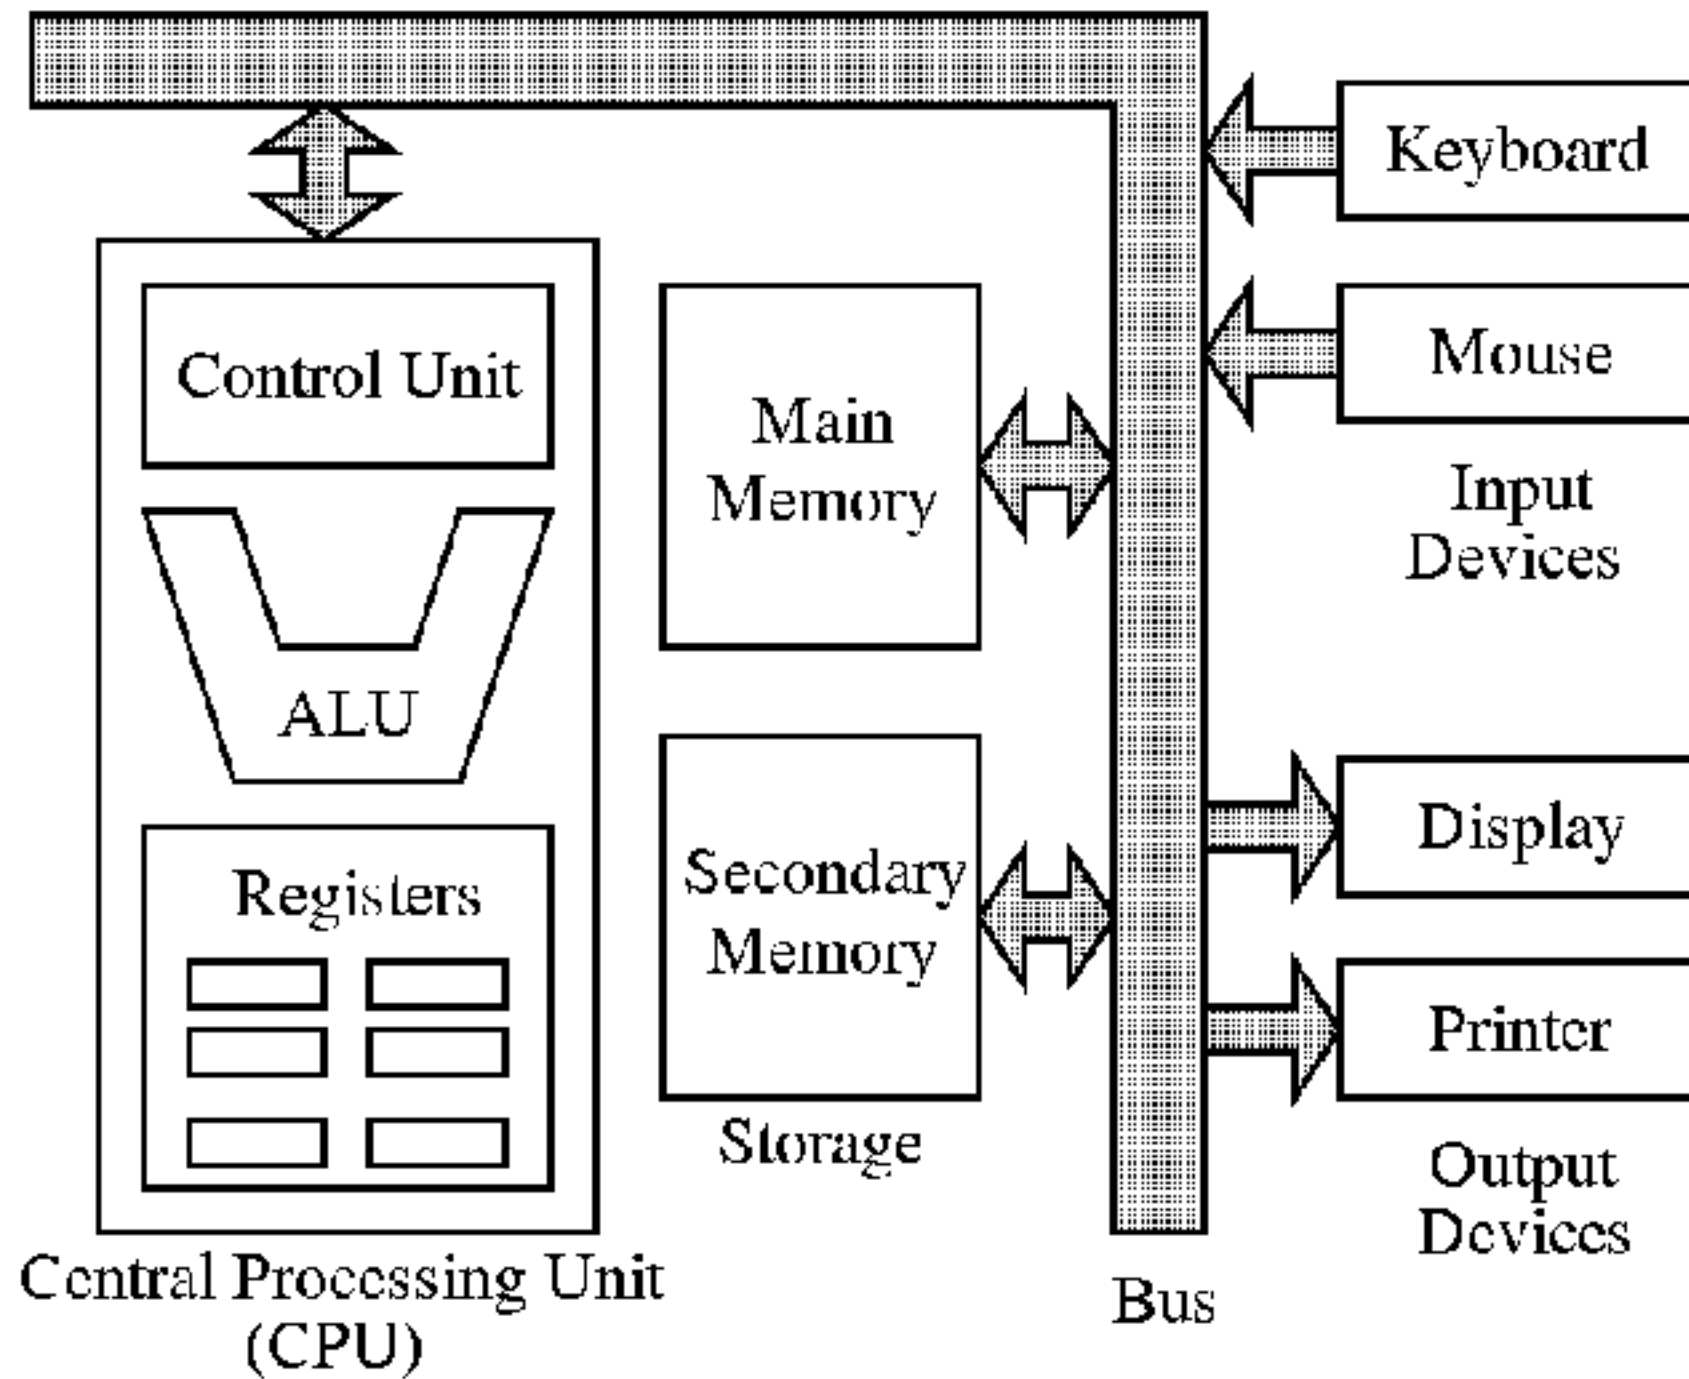 Keyboard
Control Unit
Main
Memory
Mouse
Input
Devices
ALU
Registers
Secondary
Memory
Display
Printer
Storage
Output
Devices
Central Processing Unit
(CPU)
Bus